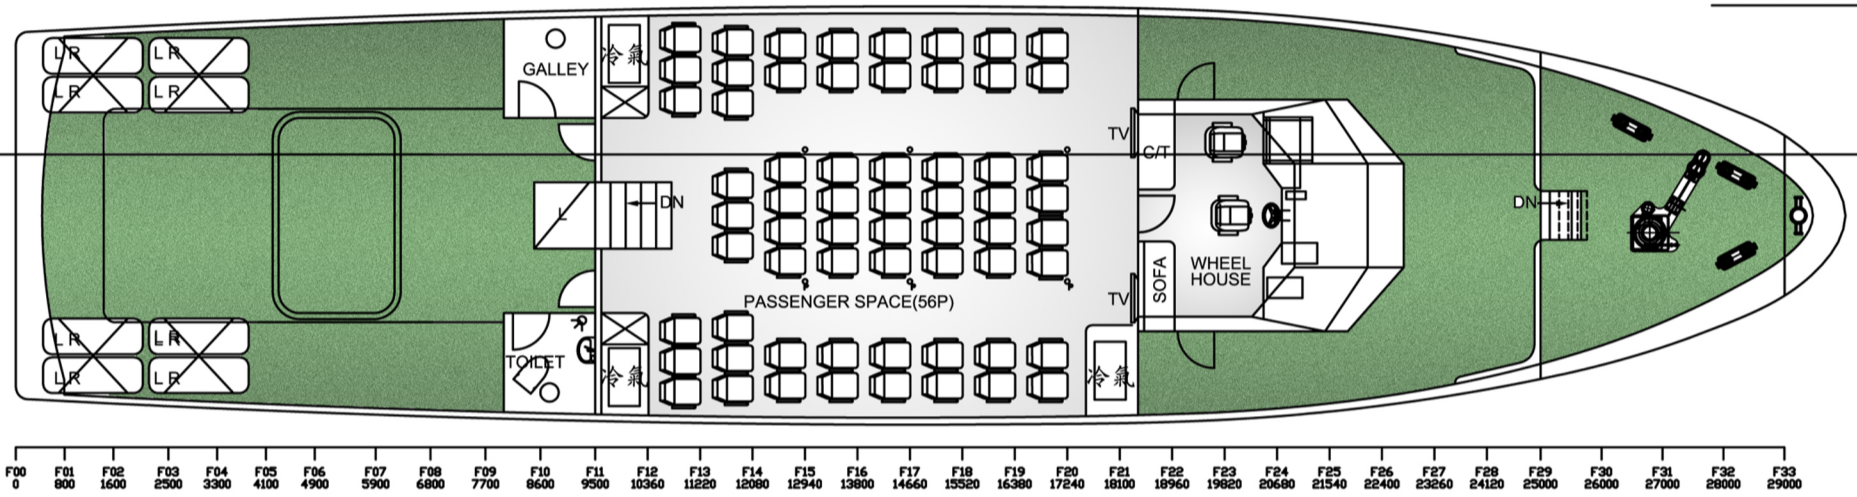 L R
L R
L R
L R
GALLEY
冷氣
TV
C/T
L
DN
DN
WHEEL
HOUSE
SOFA
TV
PASSENGER SPACE(56P)
L R
L R
L R
L R
TOILET
冷氣
冷氣
F00 F01 F02 F03 F04 F05 F06 F07 F08 F09 F10 F11 F12 F13 F14 F15 F16 F17 F18 F19 F20 F21 F22 F23 F24 F25 F26 F27 F28 F29 F30 F31 F32 F33
0 800 1600 2500 3300 4100 4900 5900 6800 7700 8600 9500 10360 11220 12080 12940 13800 14660 15520 16380 17240 18100 18960 19820 20680 21540 22400 23260 24120 25000 26000 27000 28000 29000